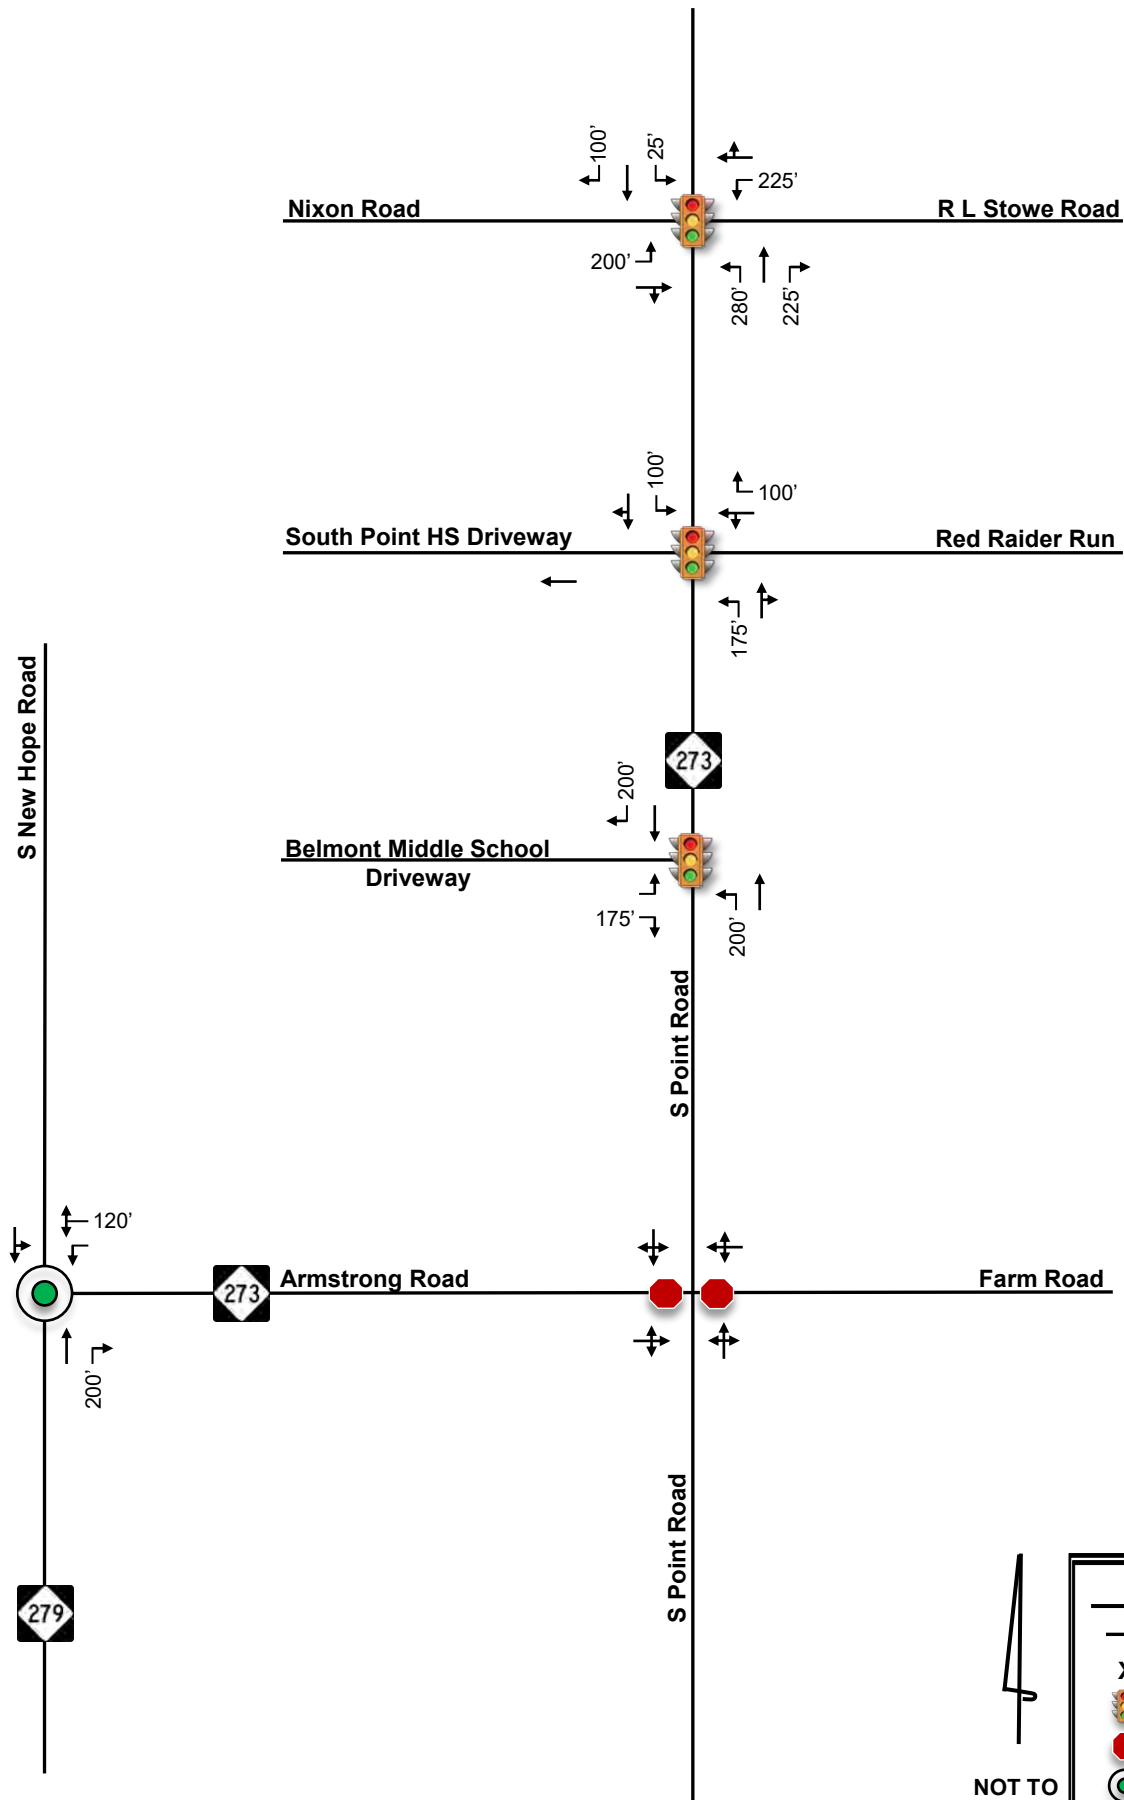 100’
25’
225’
Nixon Road
R L Stowe Road
200’
280’
225’
100’
100’
South Point HS Driveway
Red Raider Run
175’
S New Hope Road
273
200’
Belmont Middle School
Driveway
175’
200’
S Point Road
120’
273
Armstrong Road
Farm Road
200’
S Point Road
279
NOT TO